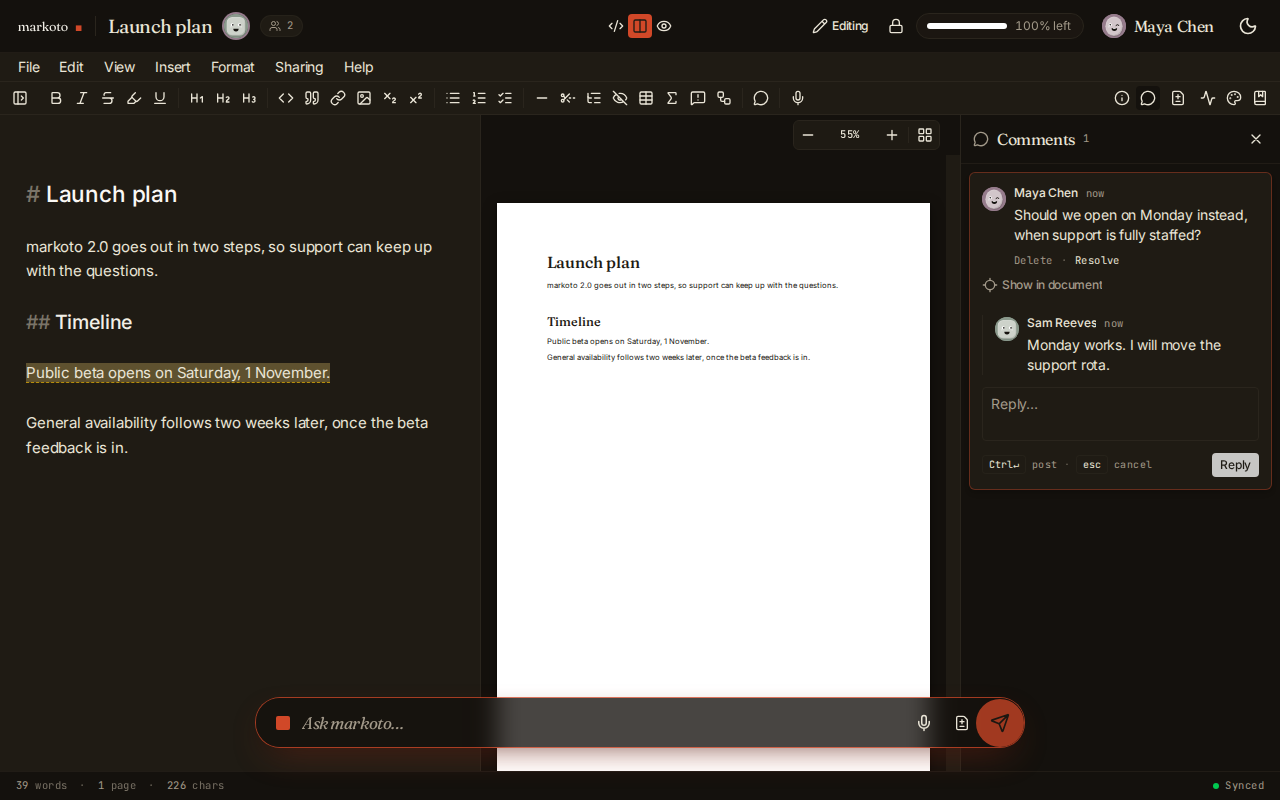 markoto
Launch plan
2
Editing
100% left
Maya Chen
File Edit View Insert Format Sharing Help
H1 H2 H3
X2 X2
55%
# Launch plan
markoto 2.0 goes out in two steps, so support can keep up
with the questions.
## Timeline
Public beta opens on Saturday, 1 November.
General availability follows two weeks later, once the beta
feedback is in.
Launch plan
markoto 2.0 goes out in two steps, so support can keep up with the questions.
Timeline
Public beta opens on Saturday, 1 November.
General availability follows two weeks later, once the beta feedback is in.
Comments 1
Maya Chen now
Should we open on Monday instead,
when support is fully staffed?
Delete · Resolve
Show in document
Sam Reeves now
Monday works. I will move the
support rota.
Reply...
Ctrl↵ post · esc cancel
Reply
Ask markoto...
39 words · 1 page · 226 chars
Synced